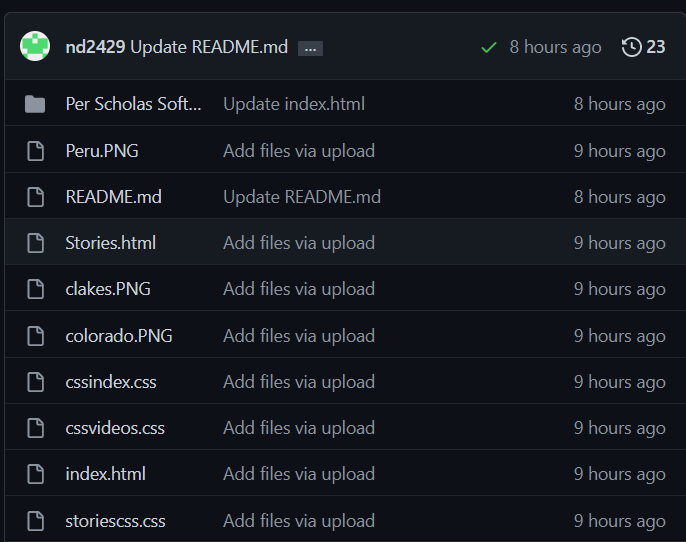 nd2429 Update README.md ... 8 hours ago 23
Per Scholas Soft... Update index.html 8 hours ago
Peru.PNG Add files via upload 9 hours ago
README.md Update README.md 8 hours ago
Stories.html Add files via upload 9 hours ago
clakes.PNG Add files via upload 9 hours ago
colorado.PNG Add files via upload 9 hours ago
cssindex.css Add files via upload 9 hours ago
cssvideos.css Add files via upload 9 hours ago
index.html Add files via upload 9 hours ago
storiescss.css Add files via upload 9 hours ago